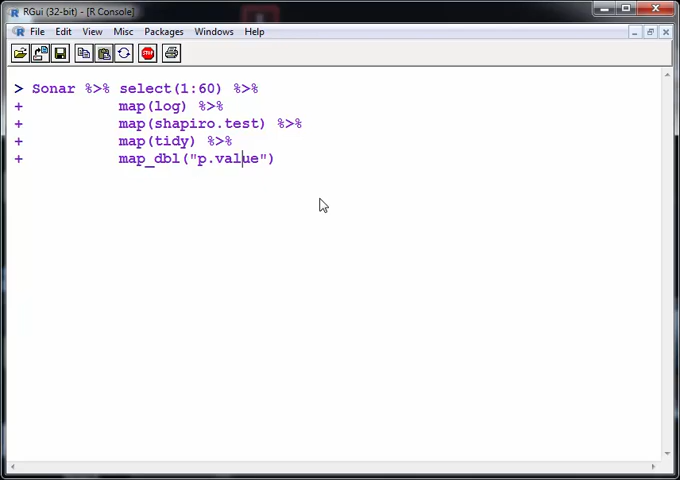 RGui (32-bit) - [R Console]
File Edit View Misc Packages Windows Help
> Sonar %>% select(1:60) %>%
+ map(log) %>%
+ map(shapiro.test) %>%
+ map(tidy) %>%
+ map_dbl("p.value")